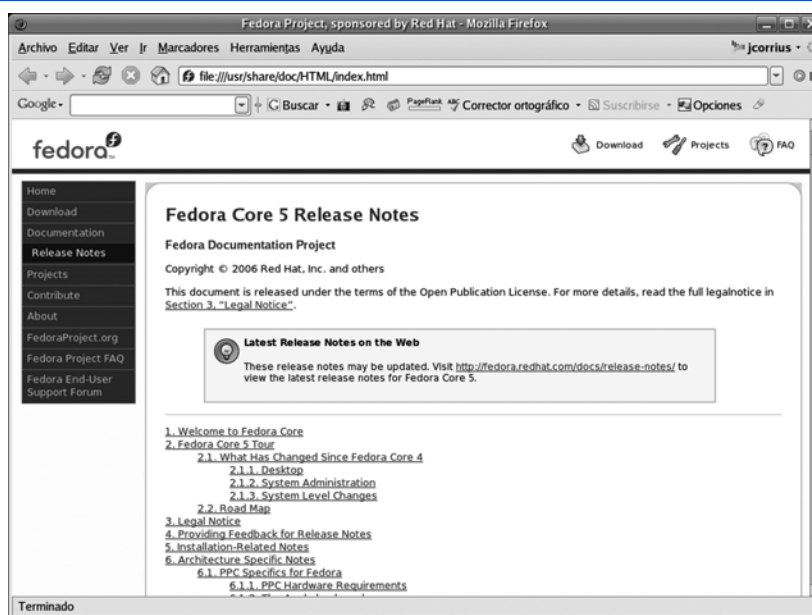 Fedora Project, sponsored by Red Hat - Mozilla Firefox
Archivo Editar Ver Ir Marcadores Herramientas Ayuda
jcorrius
file:///usr/share/doc/HTML/index.html
Google
Buscar
PageRank
ABC Corrector ortográfico
Suscribirse
Opciones
fedora
Download
Projects
FAQ
Home
Download
Documentation
Release Notes
Projects
Contribute
About
FedoraProject.org
Fedora Project FAQ
Fedora End-User
Support Forum
Fedora Core 5 Release Notes
Fedora Documentation Project
Copyright © 2006 Red Hat, Inc. and others
This document is released under the terms of the Open Publication License. For more details, read the full legalnotice in
Section 3, “Legal Notice”.
Latest Release Notes on the Web
These release notes may be updated. Visit http://fedora.redhat.com/docs/release-notes/ to
view the latest release notes for Fedora Core 5.
1. Welcome to Fedora Core
2. Fedora Core 5 Tour
2.1. What Has Changed Since Fedora Core 4
2.1.1. Desktop
2.1.2. System Administration
2.1.3. System Level Changes
2.2. Road Map
3. Legal Notice
4. Providing Feedback for Release Notes
5. Installation-Related Notes
6. Architecture Specific Notes
6.1. PPC Specifics for Fedora
6.1.1. PPC Hardware Requirements
Terminado